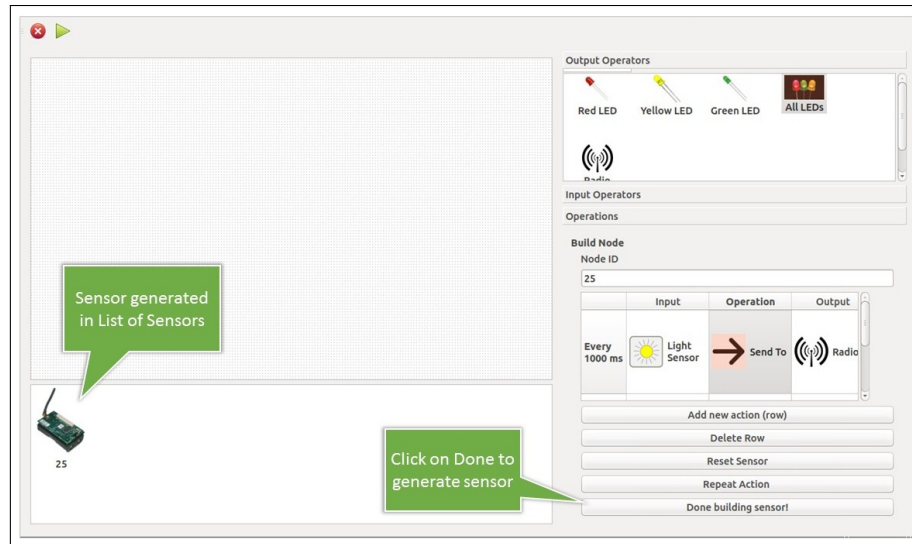 Output Operators
Red LED
Yellow LED
Green LED
All LEDs
Radio
Input Operators
Operations
Build Node
Node ID
25
Input Operation Output
Every
1000 ms
Light
Sensor
Send To
Radio
Add new action (row)
Delete Row
Reset Sensor
Repeat Action
Done building sensor!
Sensor generated
in List of Sensors
25
Click on Done to
generate sensor